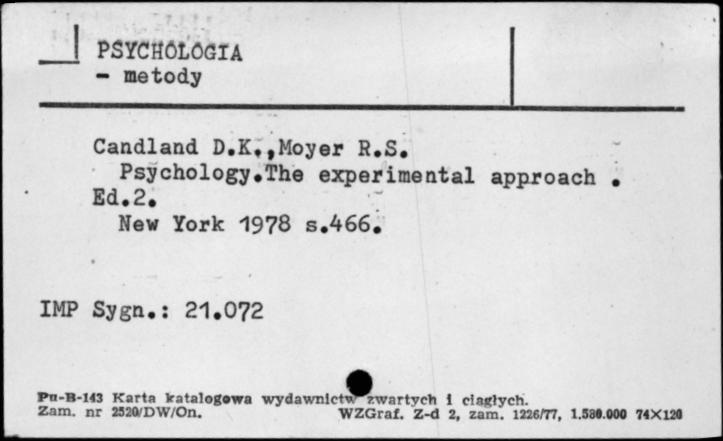 PSYCHOLOGIA
- metody
Candland D.K.,Moyer R.S.
Psychology.The experimental approach .
Ed.2.
New York 1978 s.466.
IMP Sygn.: 21.072
Pu-B-143 Karta katalogowa wydawnictw zwartych i ciągłych.
Zam. nr 2520/DW/On. WZGraf. Z-d 2, zam. 1226/77, 1.580.000 74×120